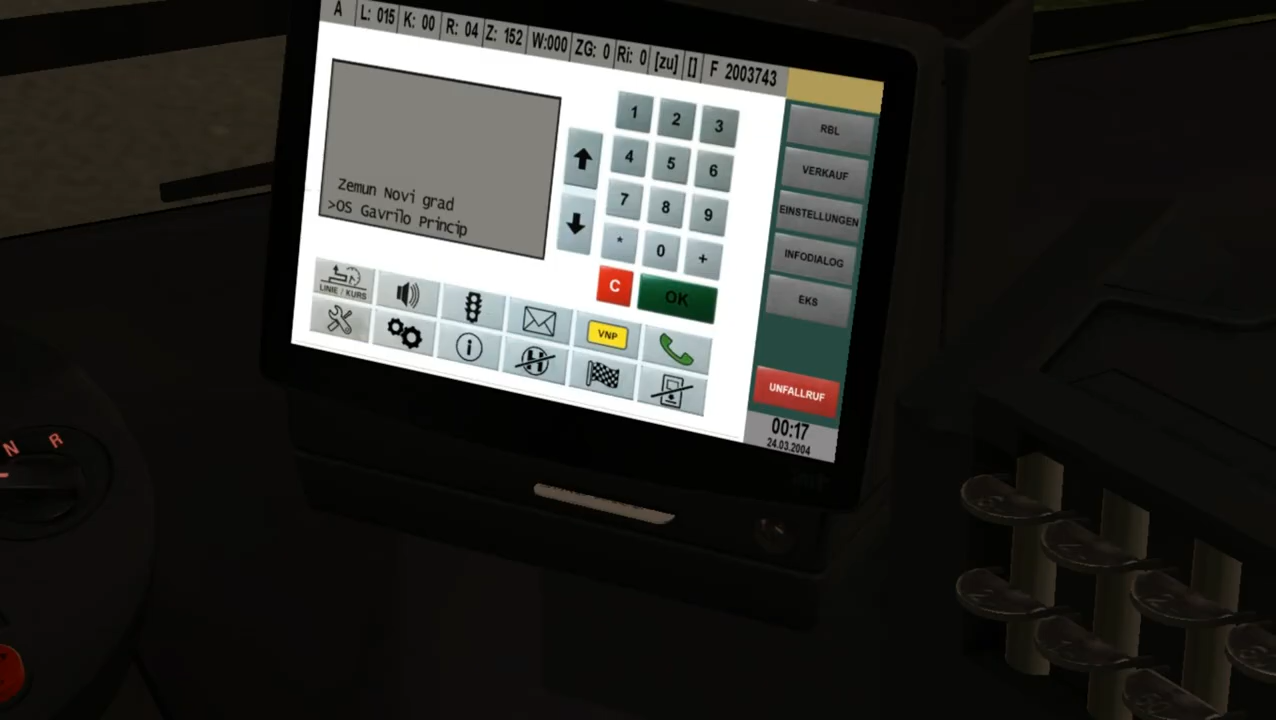 A L: 015 K: 00 R: 04 Z: 152 W:000 ZG: 0 Ri: 0 [zu] [] F 2003743
Zemun Novi grad
>OS Gavrilo Princip
1 2 3
4 5 6
7 8 9
* 0 +
C OK
LINIE / KURS
VNP
H
RBL
VERKAUF
EINSTELLUNGEN
INFODIALOG
EKS
UNFALLRUF
00:17
24.03.2004
N R